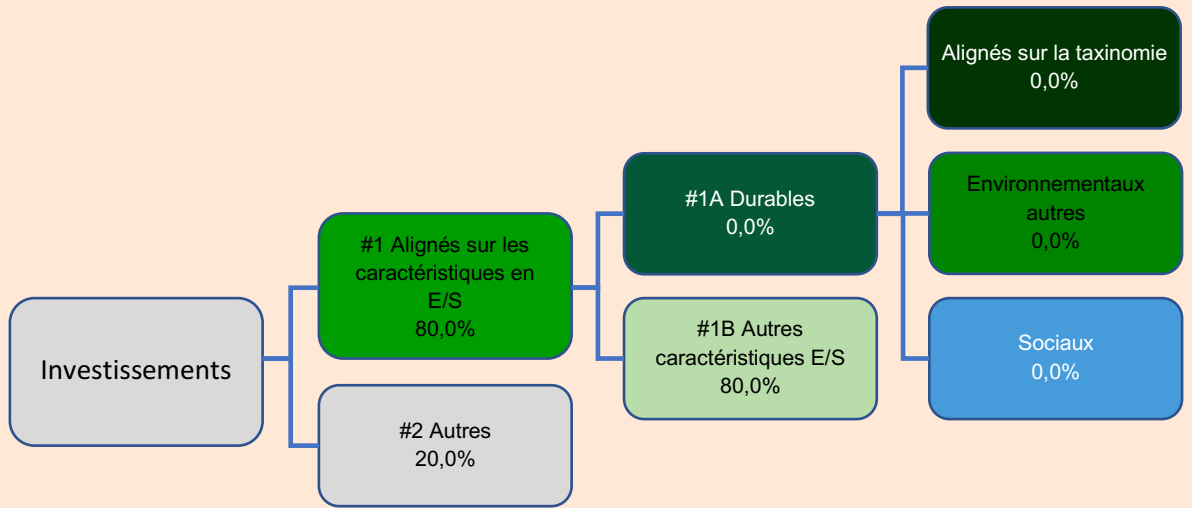 Investissements
#1 Alignés sur les
caractéristiques en
E/S
80,0%
#2 Autres
20,0%
#1A Durables
0,0%
#1B Autres
caractéristiques E/S
80,0%
Alignés sur la taxinomie
0,0%
Environnementaux
autres
0,0%
Sociaux
0,0%